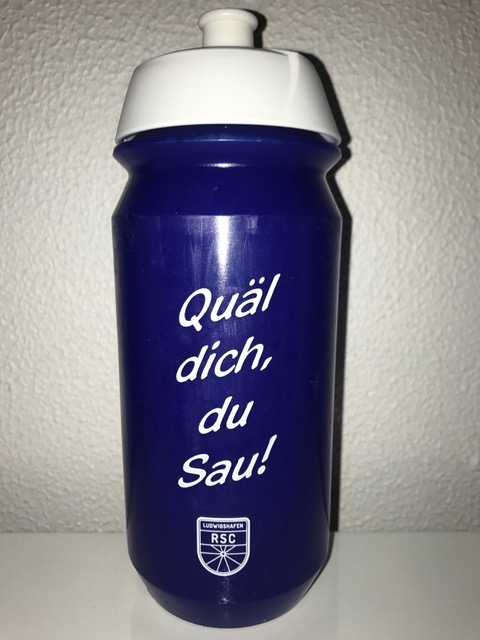 Quäl
dich,
du
Sau!
LUDWIGSHAFEN
RSC